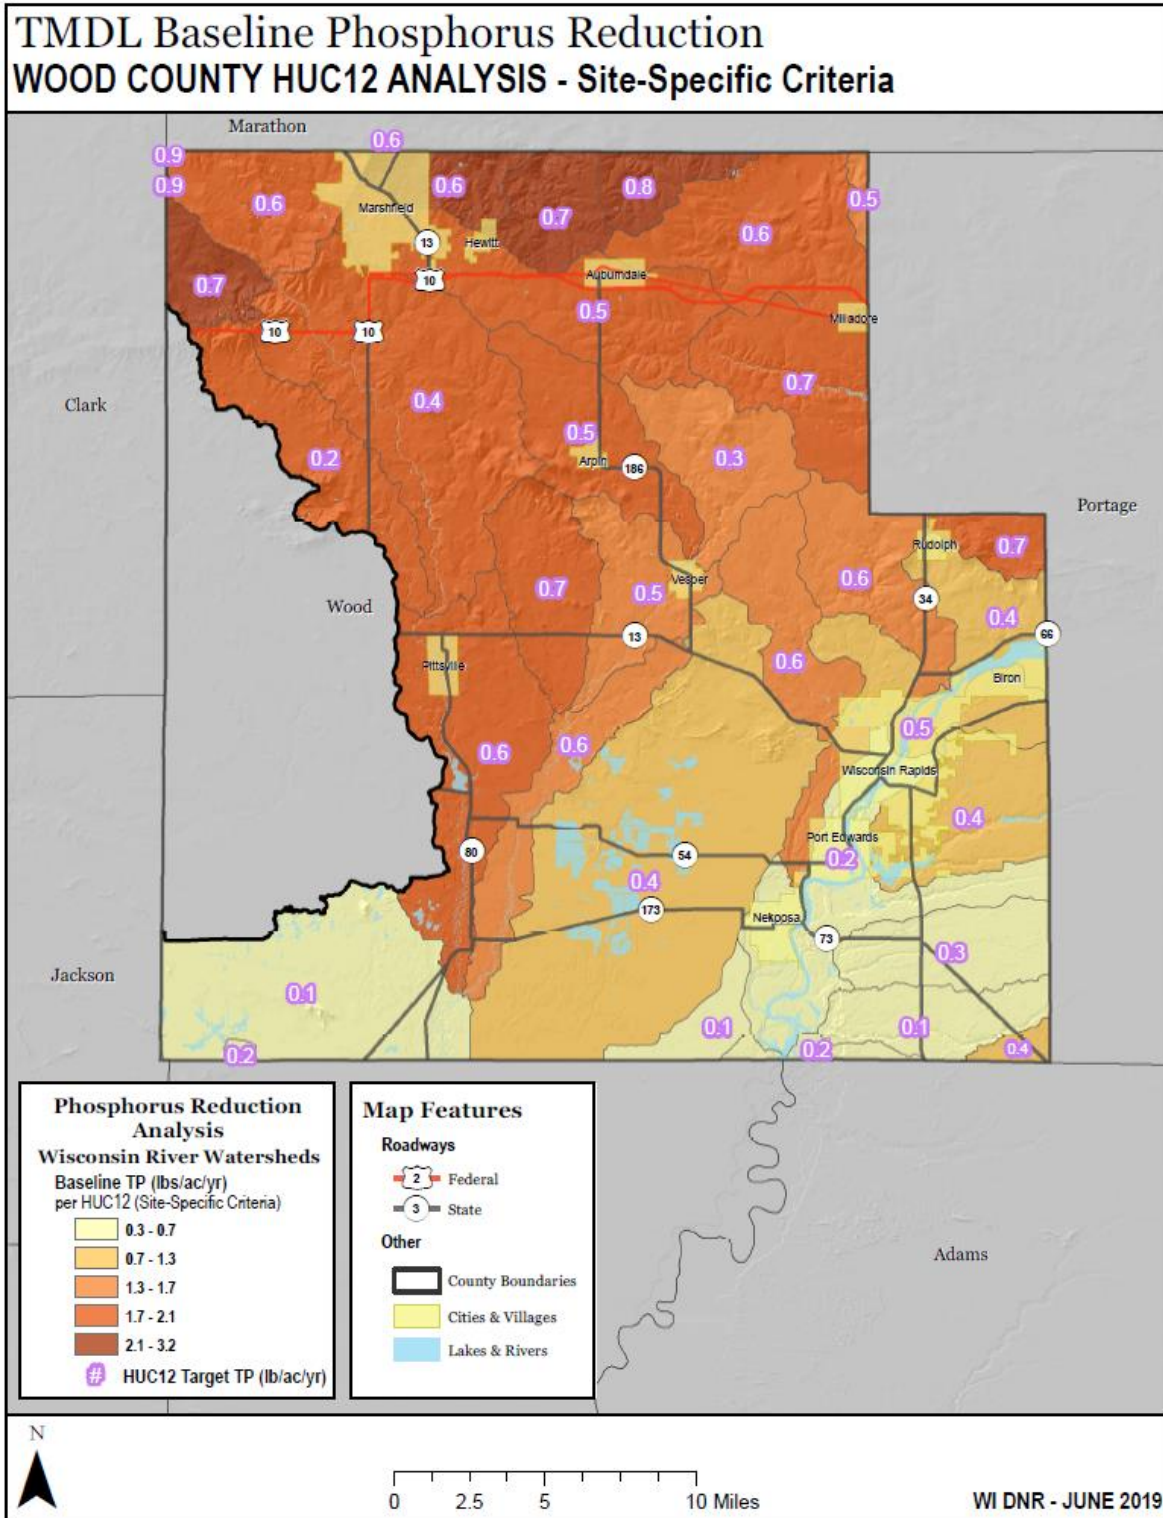 TMDL Baseline Phosphorus Reduction
WOOD COUNTY HUC12 ANALYSIS - Site-Specific Criteria
Marathon
0.6
0.9
0.9
0.6
0.8
0.5
0.6
Marshfield
0.7
0.6
13
Hewitt
10
Auburndale
0.7
0.5
Milladore
10
10
0.7
Clark
0.4
0.5
0.2
Arpin
186
0.3
Portage
Rudolph
0.7
0.7
0.5
Vesper
0.6
34
Wood
0.4
13
66
Pittsville
0.6
Biron
0.5
0.6
0.6
Wisconsin Rapids
0.4
Port Edwards
80
54
0.2
0.4
173
Nekoosa
73
0.3
Jackson
0.1
0.1
0.1
0.2
0.2
0.4
Phosphorus Reduction
Analysis
Wisconsin River Watersheds
Baseline TP (lbs/ac/yr)
per HUC12 (Site-Specific Criteria)
0.3 - 0.7
0.7 - 1.3
1.3 - 1.7
1.7 - 2.1
2.1 - 3.2
# HUC12 Target TP (lb/ac/yr)
Map Features
Roadways
2 Federal
3 State
Other
County Boundaries
Cities & Villages
Lakes & Rivers
Adams
N
0 2.5 5 10 Miles
WI DNR - JUNE 2019